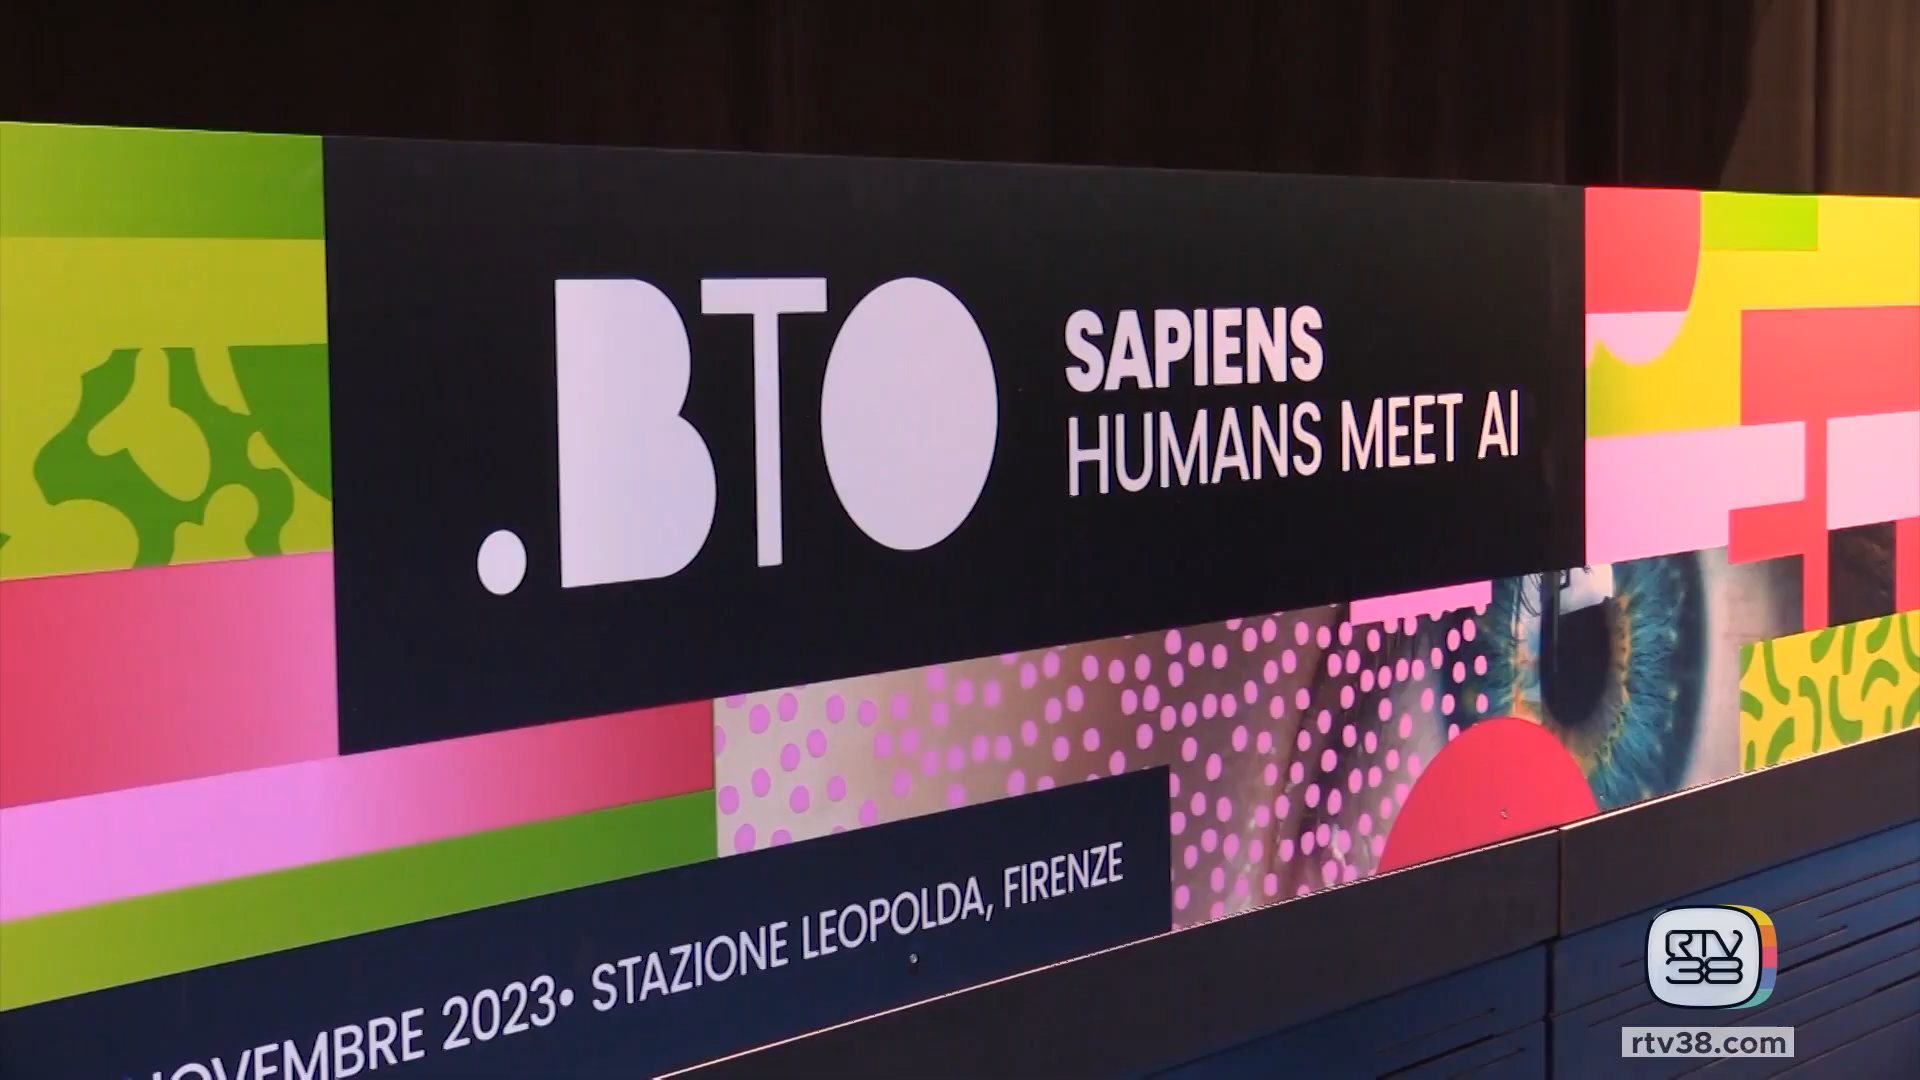 .BTO
SAPIENS
HUMANS MEET AI
NOVEMBRE 2023• STAZIONE LEOPOLDA, FIRENZE
RTV
38
rtv38.com